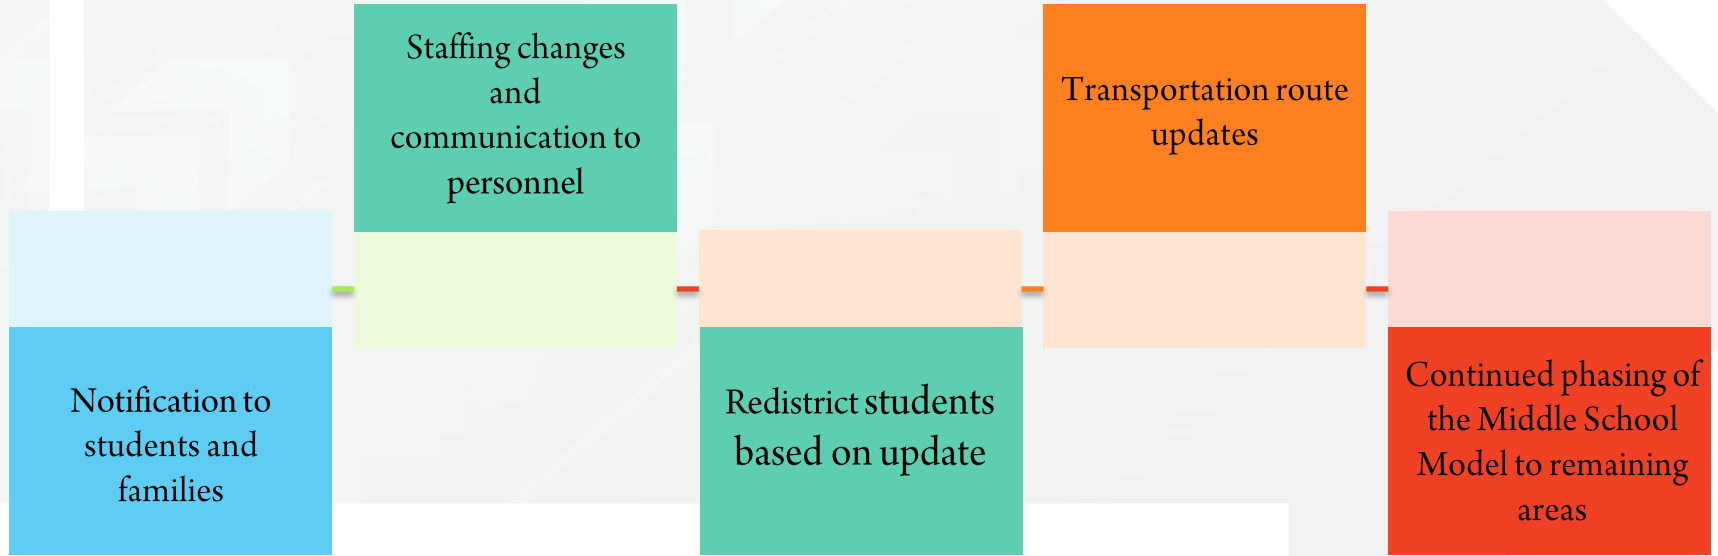 Notification to
students and
families
Staffing changes
and
communication to
personnel
Redistrict students
based on update
Transportation route
updates
Continued phasing of
the Middle School
Model to remaining
areas